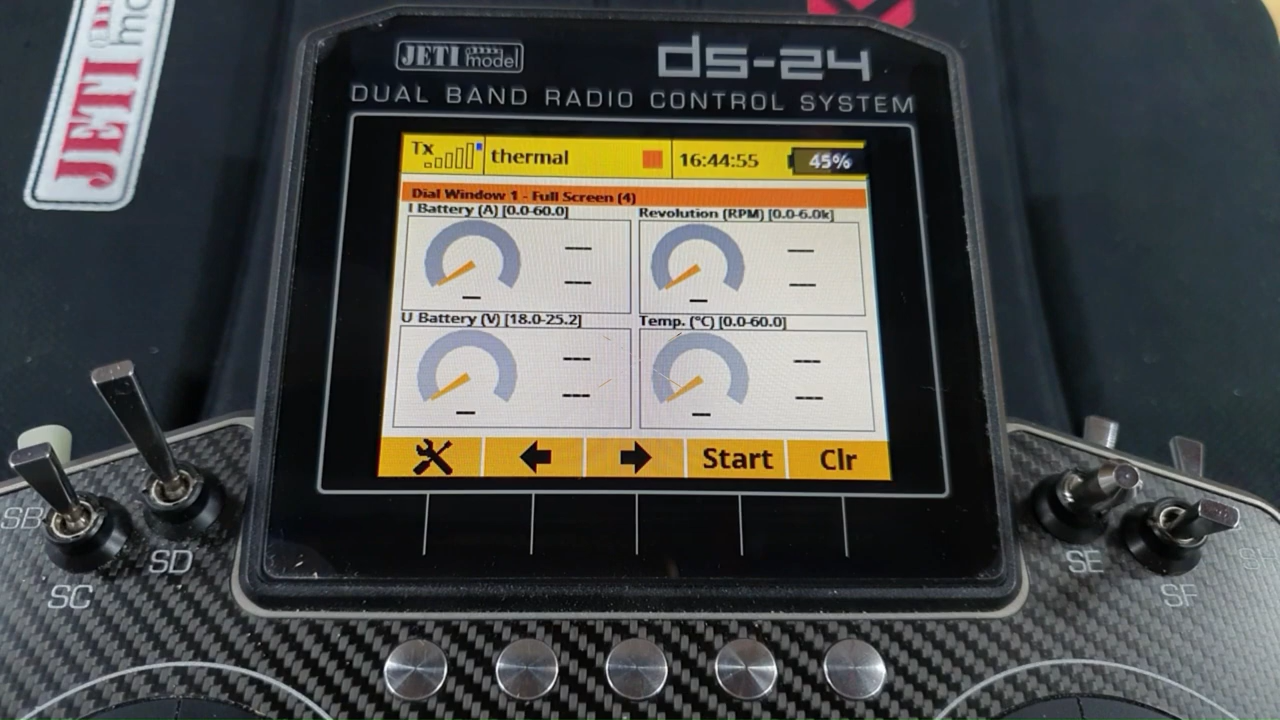 JETI
JETI model
ds-24
DUAL BAND RADIO CONTROL SYSTEM
Tx thermal 16:44:55 45%
Dial Window 1 - Full Screen (4)
I Battery (A) [0.0-60.0] Revolution (RPM) [0.0-6.0k]
--- ---
--- ---
— —
U Battery (V) [18.0-25.2] Temp. (°C) [0.0-60.0]
--- ---
--- ---
— —
Start Clr
SB
SD
SC
SE
SF
SH